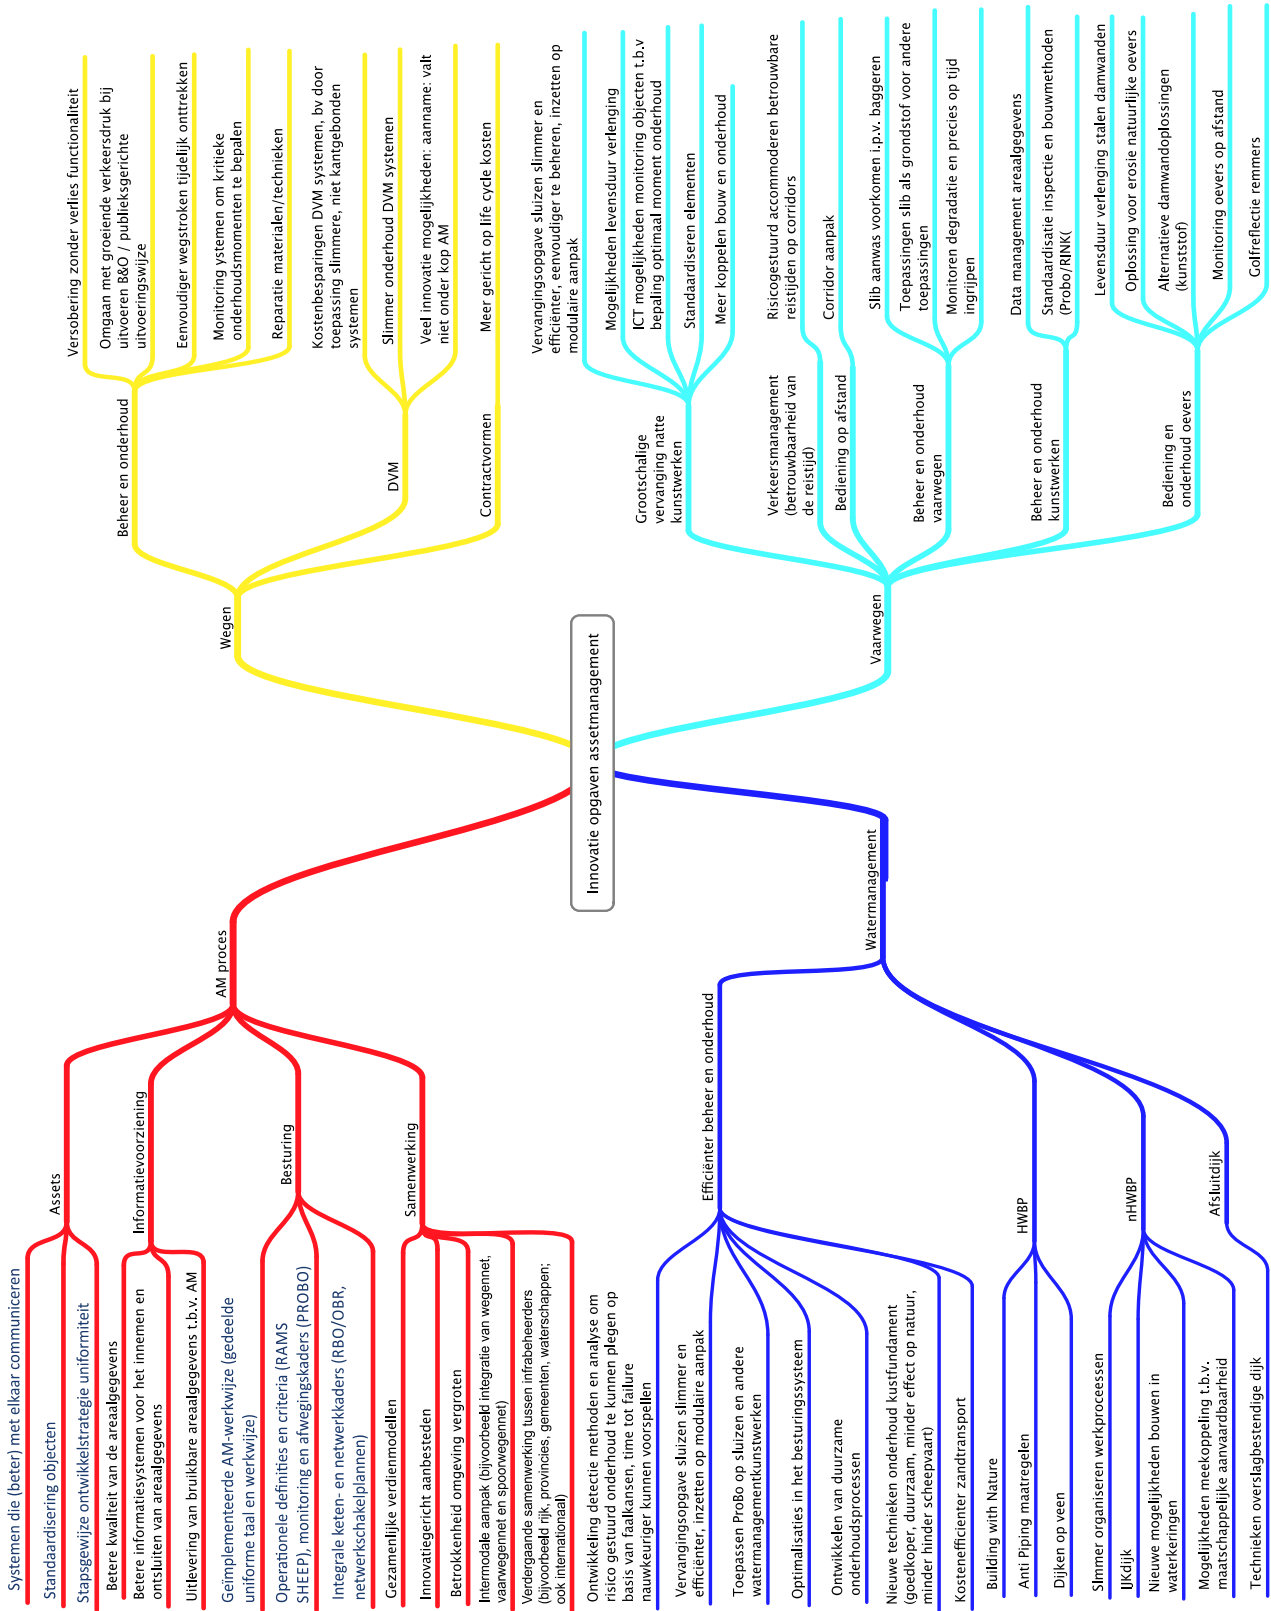 Innovatie opgaven assetmanagement
AM proces
Assets
Systemen die (beter) met elkaar communiceren
Standaardisering objecten
Stapsgewijze ontwikkelstrategie uniformiteit
Informatievoorziening
Betere kwaliteit van de areaalgegevens
Betere informatiesystemen voor het innemen en
ontsluiten van areaalgegevens
Uitlevering van bruikbare areaalgegevens t.b.v. AM
Besturing
Geïmplementeerde AM-werkwijze (gedeelde
uniforme taal en werkwijze)
Operationele definities en criteria (RAMS
SHEEP), monitoring en afwegingskaders (PROBO)
Integrale keten- en netwerkkaders (RBO/OBR,
netwerkschakelplannen)
Samenwerking
Gezamenlijke verdienmodellen
Innovatiegericht aanbesteden
Betrokkenheid omgeving vergroten
Intermodale aanpak (bijvoorbeeld integratie van wegennet,
vaarwegennet en spoorwegennet)
Verdergaande samenwerking tussen infrabeheerders
(bijvoorbeeld rijk, provincies, gemeenten, waterschappen;
ook internationaal)
Wegen
Beheer en onderhoud
Versobering zonder verlies functionaliteit
Omgaan met groeiende verkeersdruk bij
uitvoeren B&O / publieksgerichte
uitvoeringswijze
Eenvoudiger wegstroken tijdelijk onttrekken
Monitoring ystemen om kritieke
onderhoudsmomenten te bepalen
Reparatie materialen/technieken
DVM
Kostenbesparingen DVM systemen, bv door
toepassing slimmere, niet kantgebonden
systemen
Slimmer onderhoud DVM systemen
Veel innovatie mogelijkheden: aanname: valt
niet onder kop AM
Contractvormen
Meer gericht op life cycle kosten
Watermanagement
Efficiënter beheer en onderhoud
Ontwikkeling detectie methoden en analyse om
risico gestuurd onderhoud te kunnen plegen op
basis van faalkansen, time tot failure
nauwkeuriger kunnen voorspellen
Vervangingsopgave sluizen slimmer en
efficiënter, inzetten op modulaire aanpak
Toepassen ProBo op sluizen en andere
watermanagementkunstwerken
Optimalisaties in het besturingssysteem
Ontwikkelen van duurzame
onderhoudsprocessen
Nieuwe technieken onderhoud kustfundament
(goedkoper, duurzaam, minder effect op natuur,
minder hinder scheepvaart)
Kostenefficienter zandtransport
HWBP
Building with Nature
Anti Piping maatregelen
Dijken op veen
nHWBP
Slmmer organiseren werkprocessen
IJKdijk
Nieuwe mogelijkheden bouwen in
waterkeringen
Mogelijkheden meekoppeling t.b.v.
maatschappelijke aanvaardbaarheid
Afsluitdijk
Technieken overslagbestendige dijk
Vaarwegen
Grootschalige
vervanging natte
kunstwerken
Vervangingsopgave sluizen slimmer en
efficiënter, eenvoudiger te beheren, inzetten op
modulaire aanpak
Mogelijkheden levensduur verlenging
ICT mogelijkheden monitoring objecten t.b.v
bepaling optimaal moment onderhoud
Standaardiseren elementen
Meer koppelen bouw en onderhoud
Verkeersmanagement
(betrouwbaarheid van
de reistijd)
Risicogestuurd accommoderen betrouwbare
reistijden op corridors
Bediening op afstand
Corridor aanpak
Beheer en onderhoud
vaarwegen
Slib aanwas voorkomen i.p.v. baggeren
Toepassingen slib als grondstof voor andere
toepassingen
Monitoren degradatie en precies op tijd
ingrijpen
Beheer en onderhoud
kunstwerken
Data management areaalgegevens
Standaardisatie inspectie en bouwmethoden
(Probo/RINK(
Bediening en
onderhoud oevers
Levensduur verlenging stalen damwanden
Oplossing voor erosie natuurlijke oevers
Alternatieve damwandoplossingen
(kunststof)
Monitoring oevers op afstand
Golfreflectie remmers